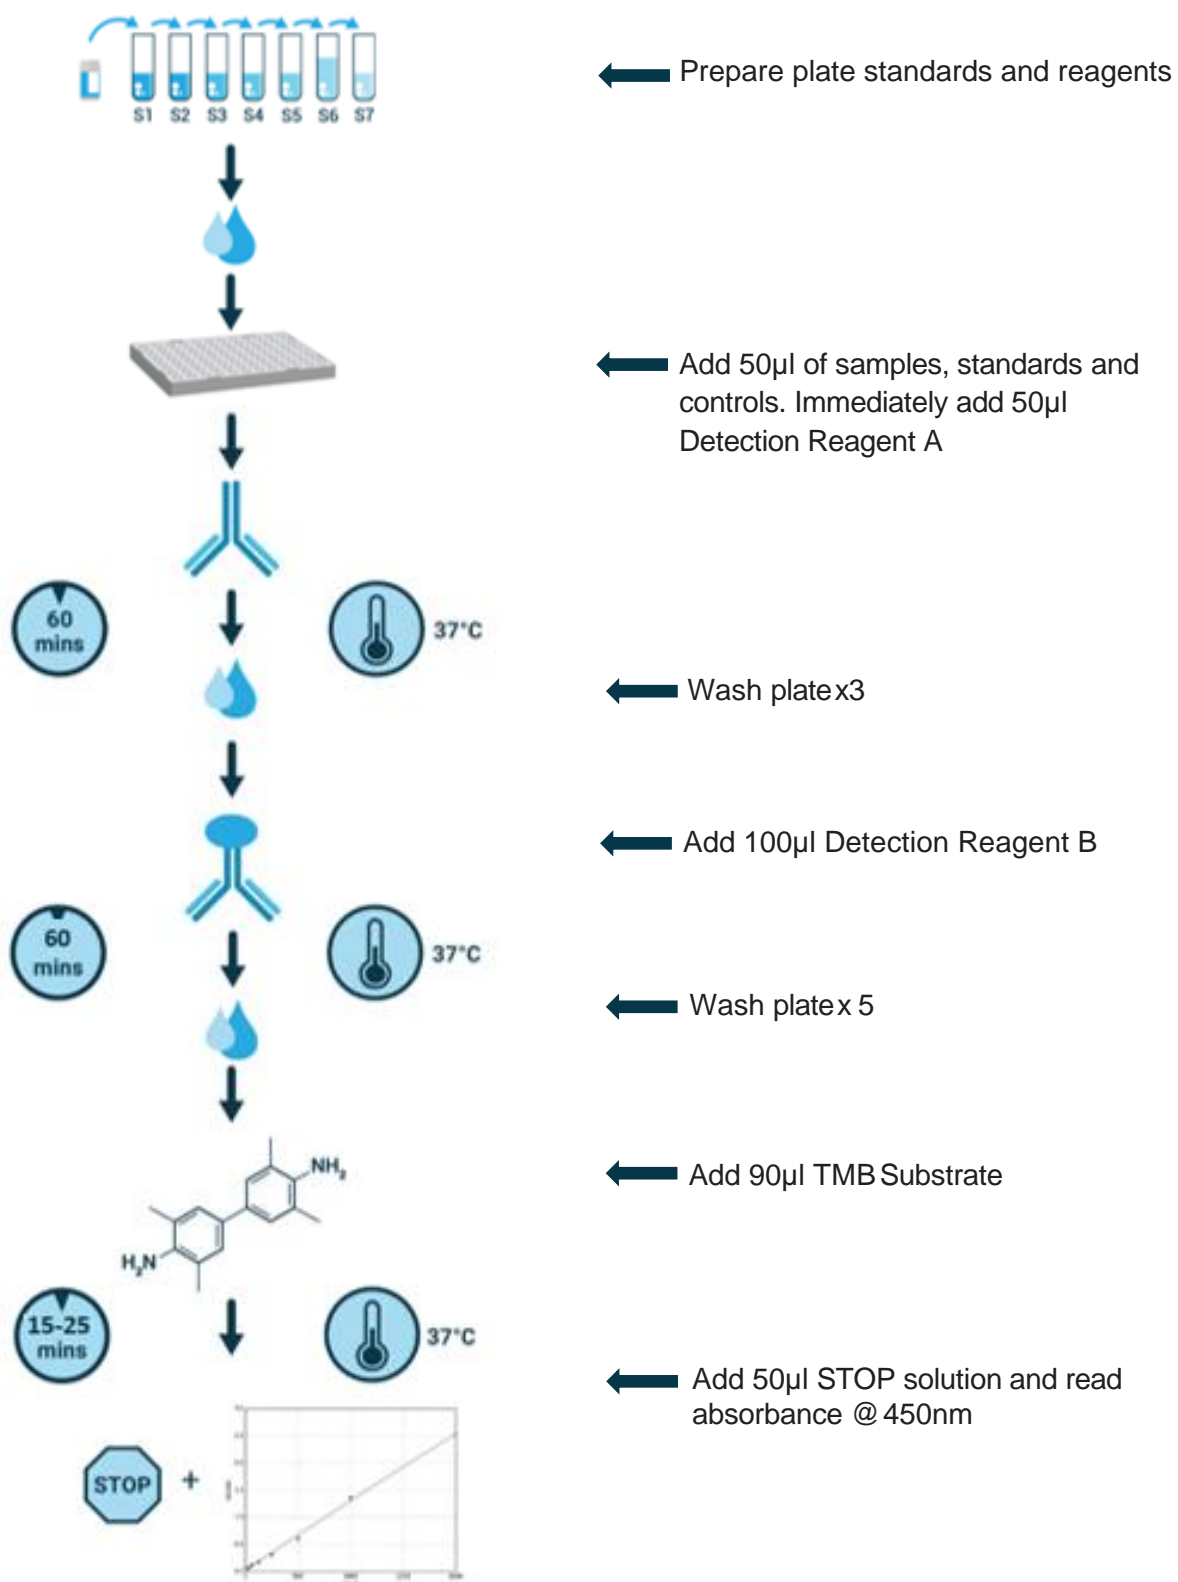 Prepare plate standards and reagents
S1 S2 S3 S4 S5 S6 S7
Add 50µl of samples, standards and
controls. Immediately add 50µl
Detection Reagent A
60
mins
37°C
Wash plate x3
Add 100µl Detection Reagent B
60
mins
37°C
Wash plate x 5
NH₂
H₂N
Add 90µl TMB Substrate
15-25
mins
37°C
Add 50µl STOP solution and read
absorbance @ 450nm
STOP +